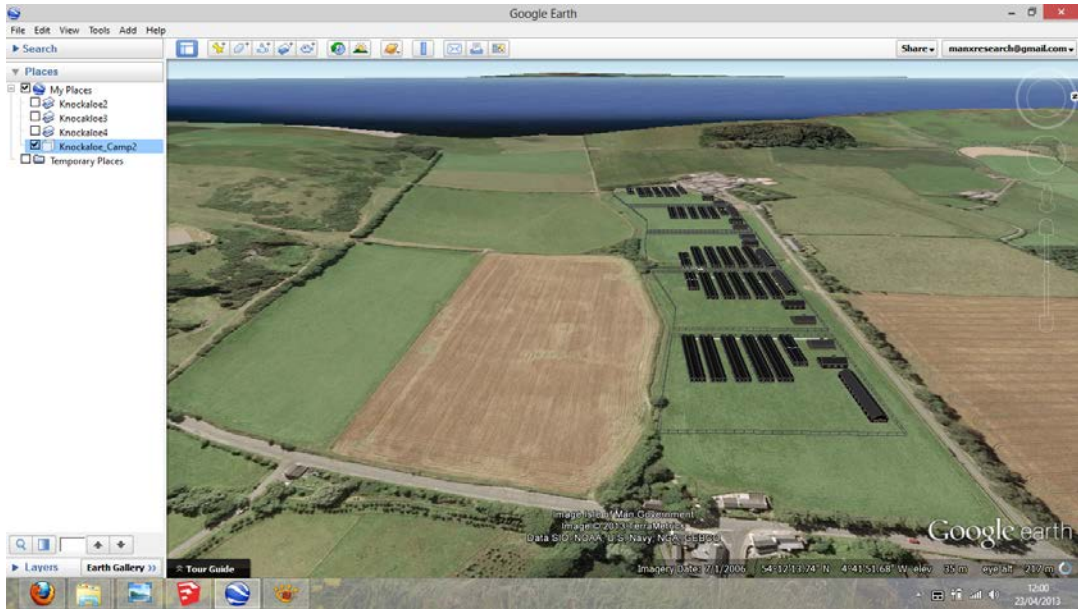 Google Earth
File Edit View Tools Add Help
Search
Share
manxresearch@gmail.com
Places
My Places
Knockaloe2
Knocakloe3
Knockaloe4
Knockaloe_Camp2
Temporary Places
Image Isle of Man Government
Image © 2013 TerraMetrics
Data SIO, NOAA, U.S. Navy, NGA, GEBCO
Google earth
Layers
Earth Gallery
Tour Guide
Imagery Date: 7/1/2006 54°12'13.74" N 4°41'51.68" W elev 35 m eye alt 217 m
12:00
23/04/2013